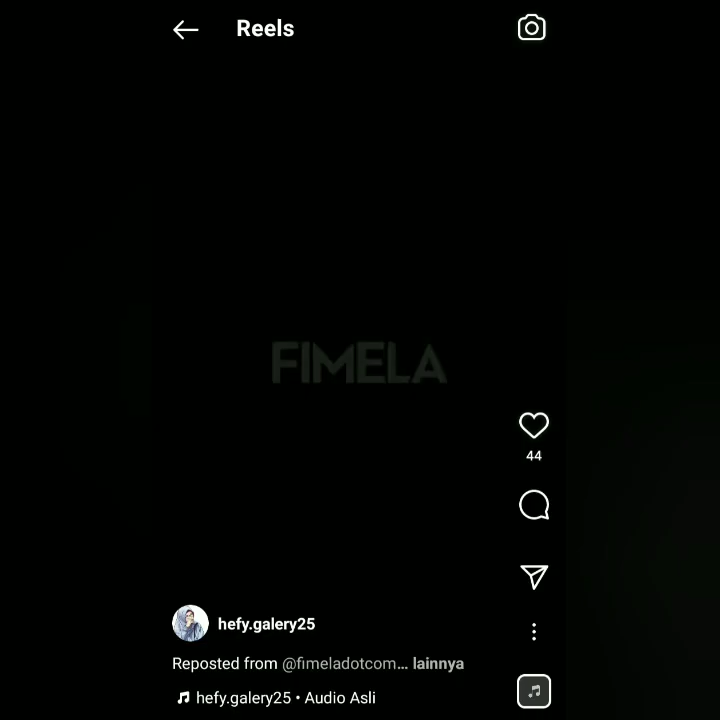 Reels
FIMELA
44
hefy.galery25
Reposted from @fimeladotcom... lainnya
hefy.galery25 • Audio Asli